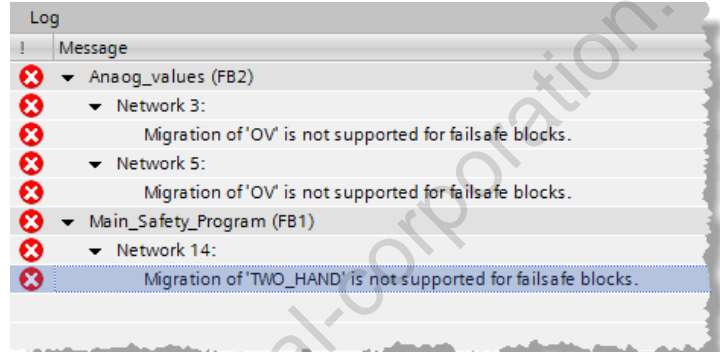 Log
! Message
Anaog_values (FB2)
Network 3:
Migration of 'OV' is not supported for failsafe blocks.
Network 5:
Migration of 'OV' is not supported for failsafe blocks.
Main_Safety_Program (FB1)
Network 14:
Migration of 'TWO_HAND' is not supported for failsafe blocks.
al-corporation.